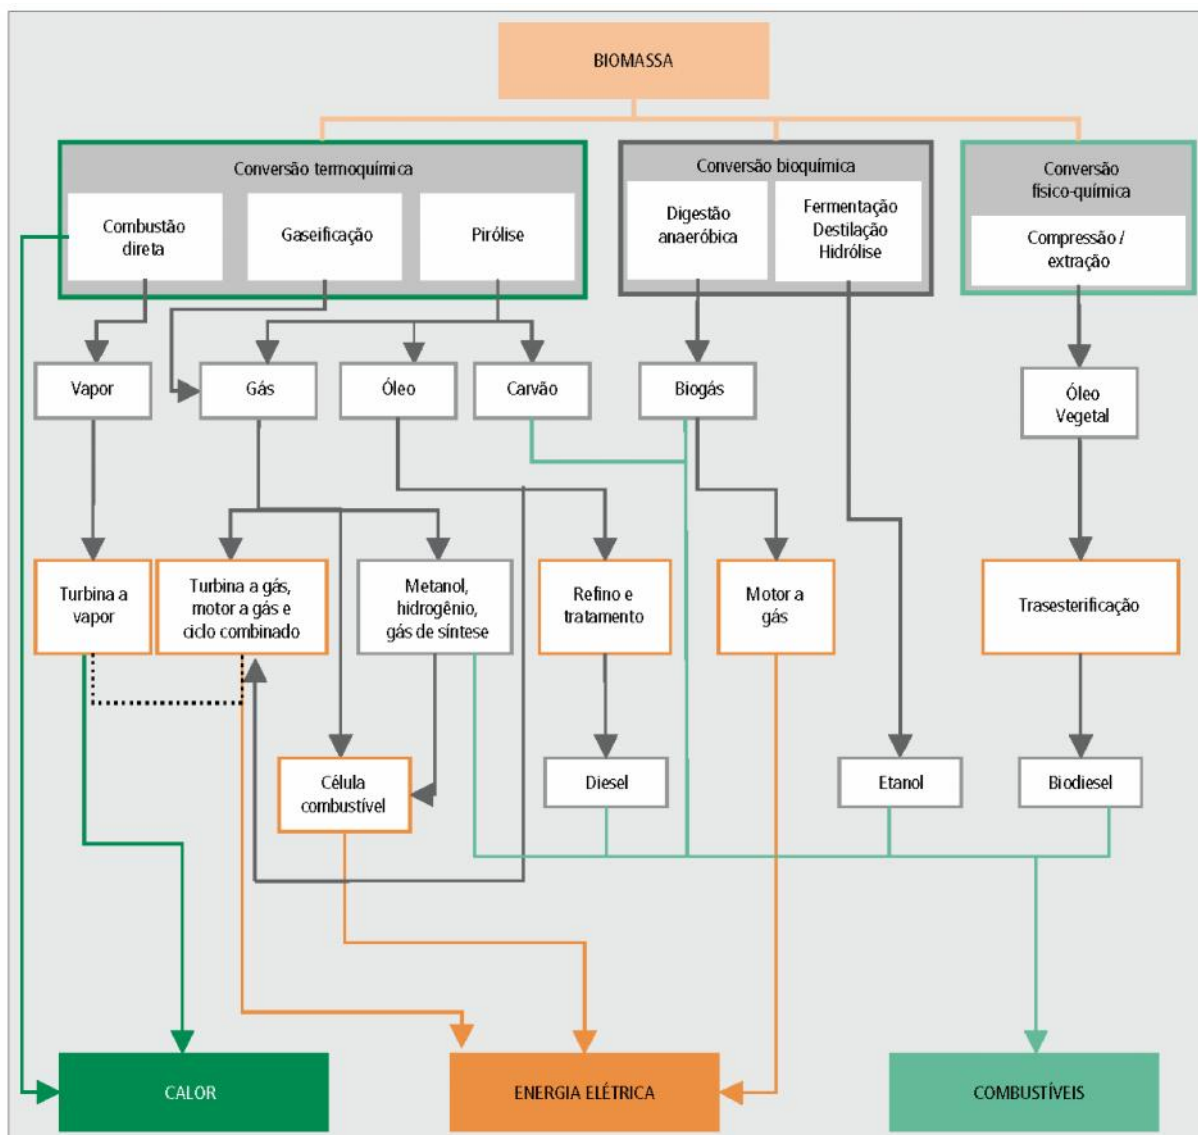 BIOMASSA
Conversão termoquímica
Combustão
direta
Gaseificação
Pirólise
Conversão bioquímica
Digestão
anaeróbica
Fermentação
Destilação
Hidrólise
Conversão
físico-química
Compressão /
extração
Vapor
Gás
Óleo
Carvão
Biogás
Óleo
Vegetal
Turbina a
vapor
Turbina a gás,
motor a gás e
ciclo combinado
Metanol,
hidrogênio,
gás de síntese
Refino e
tratamento
Motor a
gás
Trasesterificação
Célula
combustível
Diesel
Etanol
Biodiesel
CALOR
ENERGIA ELÉTRICA
COMBUSTÍVEIS